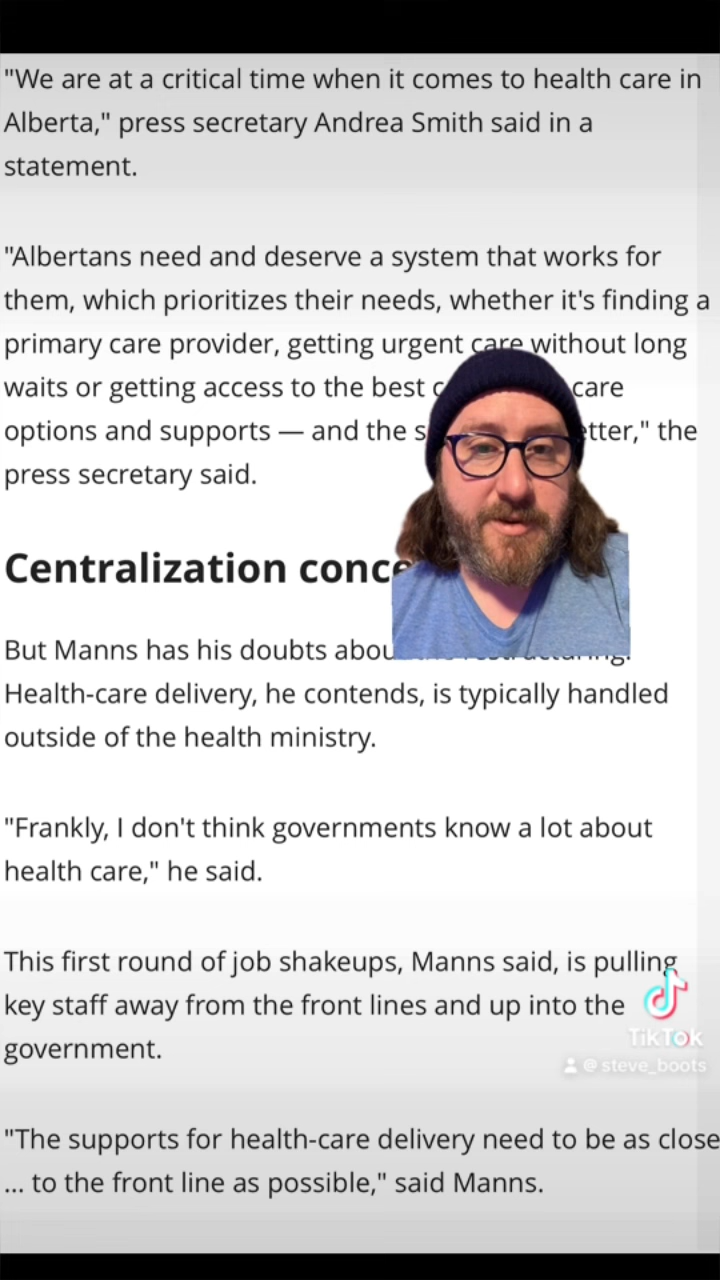 "We are at a critical time when it comes to health care in
Alberta," press secretary Andrea Smith said in a
statement.
"Albertans need and deserve a system that works for
them, which prioritizes their needs, whether it's finding a
primary care provider, getting urgent care without long
waits or getting access to the best care
options and supports — and the "the
press secretary said.
Centralization
But Manns has his doubts
Health-care delivery, he contends, is typically handled
outside of the health ministry.
"Frankly, I don't think governments know a lot about
health care," he said.
This first round of job shakeups, Manns said, is pulling
key staff away from the front lines and up into the
government.
TikTok
@steve_boots
"The supports for health-care delivery need to be as close
... to the front line as possible," said Manns.